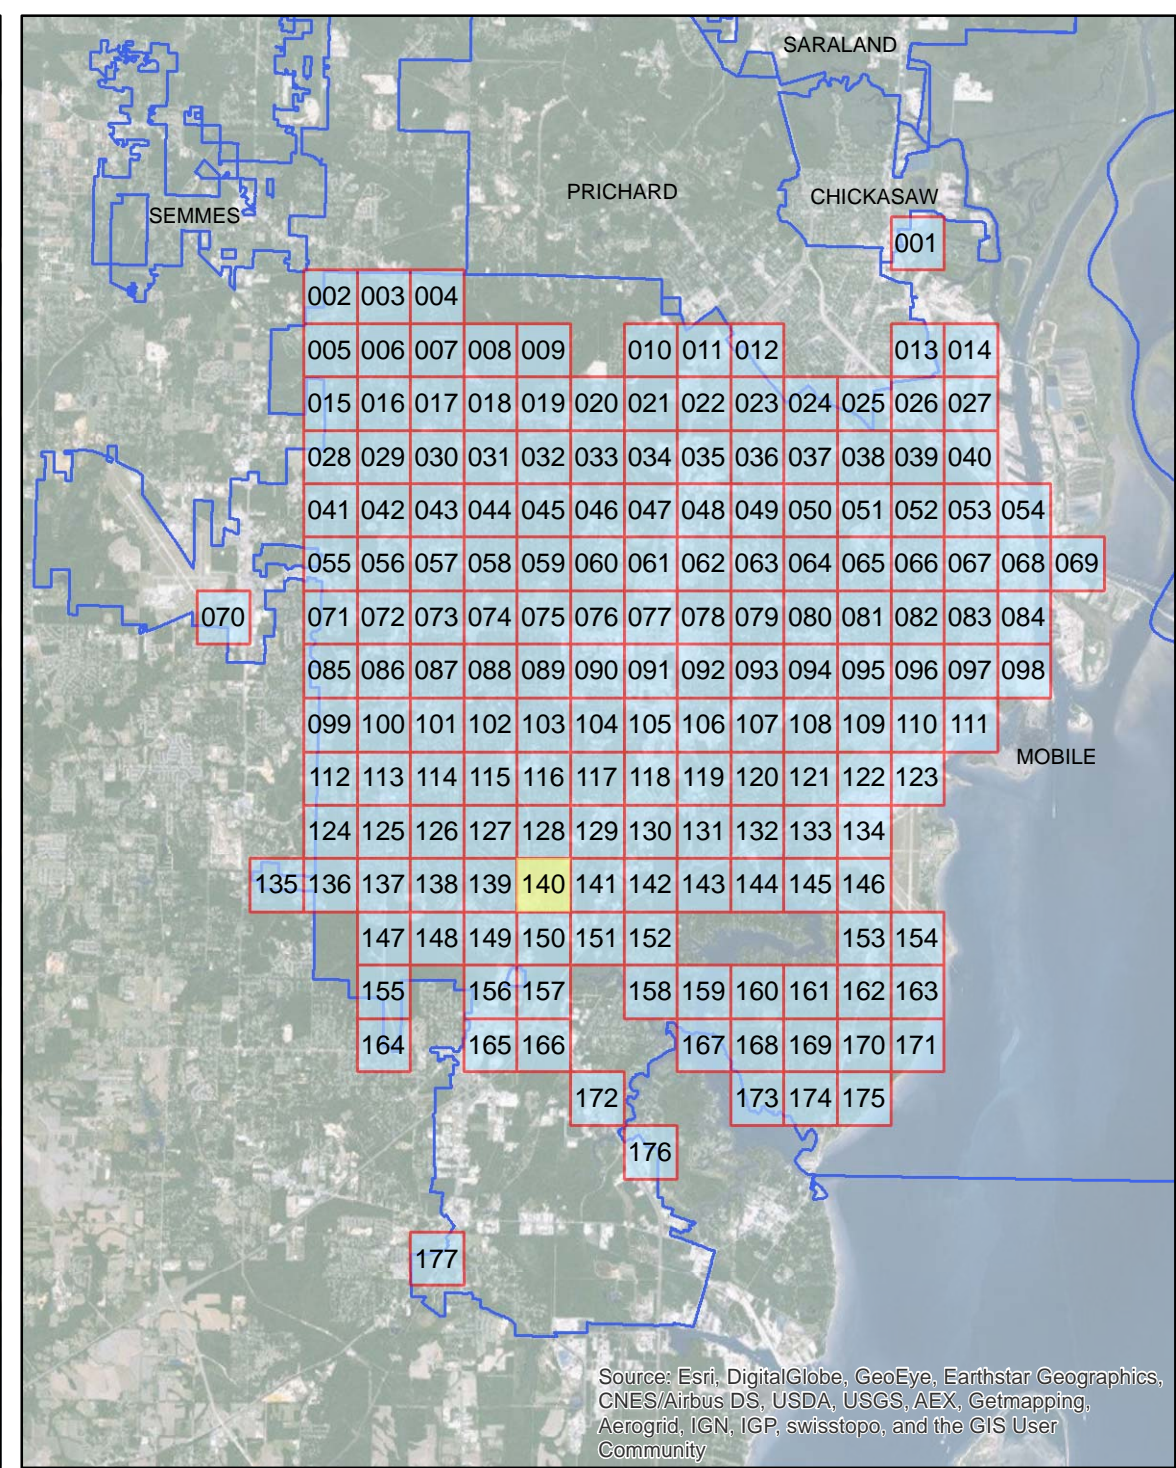 SARALAND
PRICHARD
CHICKASAW
SEMMES
001
002 003 004
005 006 007 008 009 010 011 012 013 014
015 016 017 018 019 020 021 022 023 024 025 026 027
028 029 030 031 032 033 034 035 036 037 038 039 040
041 042 043 044 045 046 047 048 049 050 051 052 053 054
055 056 057 058 059 060 061 062 063 064 065 066 067 068 069
070 071 072 073 074 075 076 077 078 079 080 081 082 083 084
085 086 087 088 089 090 091 092 093 094 095 096 097 098
099 100 101 102 103 104 105 106 107 108 109 110 111
MOBILE
112 113 114 115 116 117 118 119 120 121 122 123
124 125 126 127 128 129 130 131 132 133 134
135 136 137 138 139 140 141 142 143 144 145 146
147 148 149 150 151 152 153 154
155 156 157 158 159 160 161 162 163
164 165 166 167 168 169 170 171
172 173 174 175
176
177
Source: Esri, DigitalGlobe, GeoEye, Earthstar Geographics,
CNES/Airbus DS, USDA, USGS, AEX, Getmapping,
Aerogrid, IGN, IGP, swisstopo, and the GIS User
Community